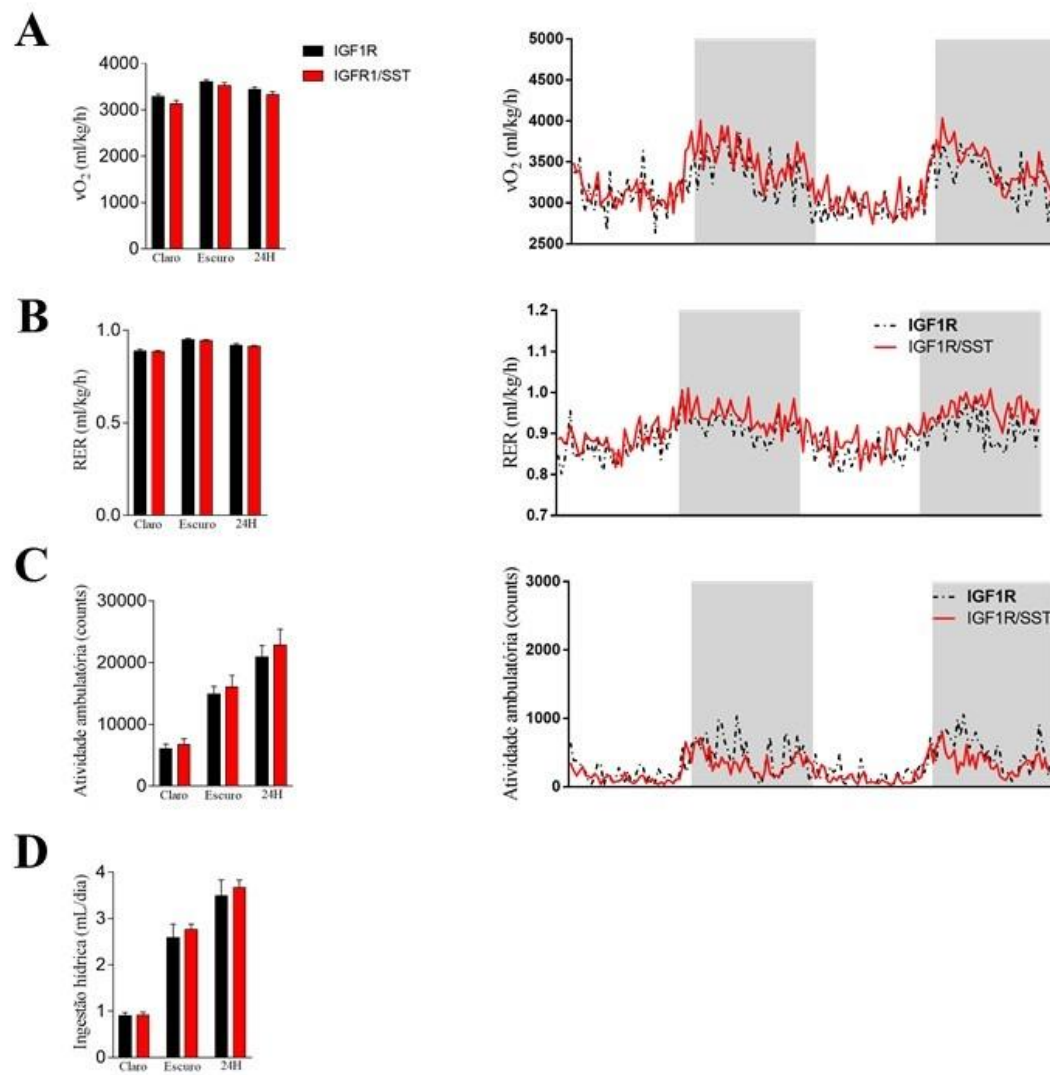 A
IGF1R
IGFR1/SST
vO₂ (ml/kg/h)
4000
3000
2000
1000
0
Claro Escuro 24H
vO₂ (ml/kg/h)
5000
4500
4000
3500
3000
2500
B
RER (ml/kg/h)
1.0
0.5
0.0
Claro Escuro 24H
RER (ml/kg/h)
1.2
1.1
1.0
0.9
0.8
0.7
IGF1R
IGF1R/SST
C
Atividade ambulatória (counts)
30000
20000
10000
0
Claro Escuro 24H
Atividade ambulatória (counts)
3000
2000
1000
0
IGF1R
IGF1R/SST
D
Ingestão hídrica (mL/dia)
4
3
2
1
0
Claro Escuro 24H